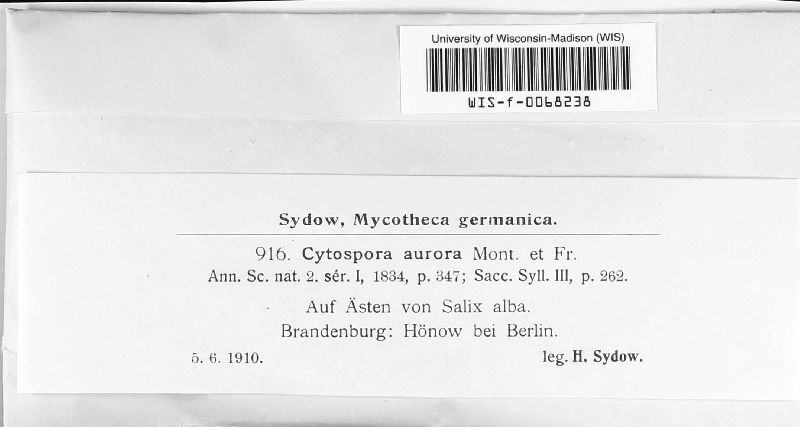 University of Wisconsin-Madison (WIS)
WIS-f-0068238
Sydow, Mycotheca germanica.
916. Cytospora aurora Mont. et Fr.
Ann. Sc. nat. 2. sér. I, 1834, p. 347; Sacc. Syll. III, p. 262.
Auf Ästen von Salix alba.
Brandenburg: Hönow bei Berlin.
5. 6. 1910. leg. H. Sydow.